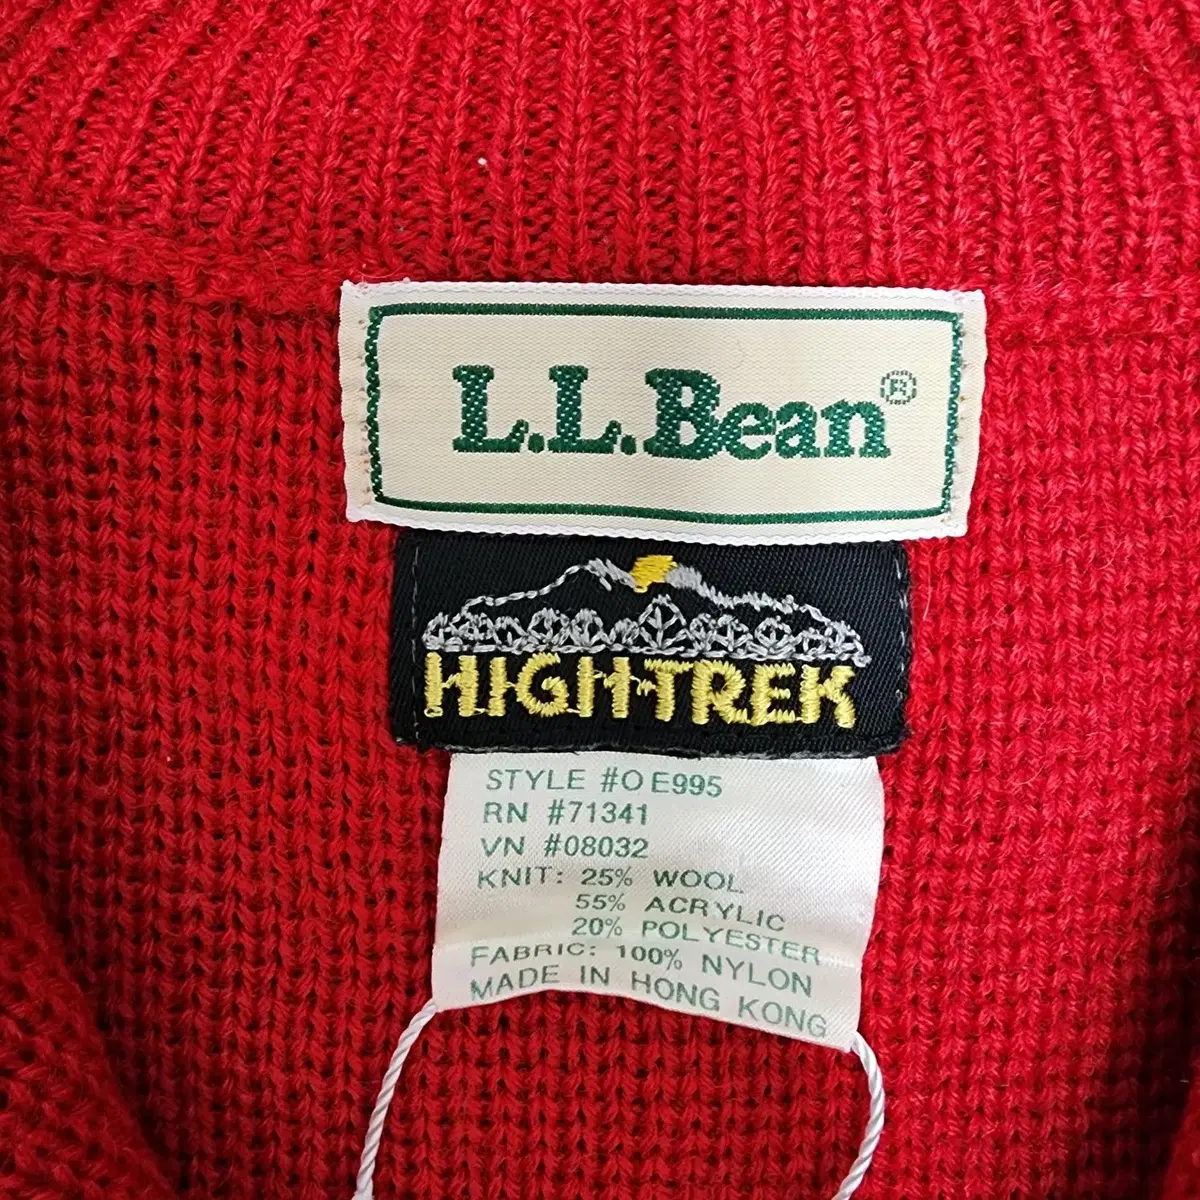 L.L.Bean®
HIGH-TREK
STYLE #0E995
RN #71341
VN #08032
KNIT: 25% WOOL
55% ACRYLIC
20% POLYESTER
FABRIC: 100% NYLON
MADE IN HONG KONG